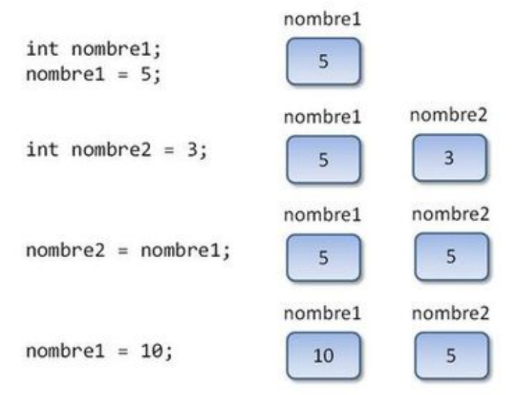 nombre1
int nombre1;
nombre1 = 5;
5
nombre1 nombre2
int nombre2 = 3;
5 3
nombre1 nombre2
nombre2 = nombre1;
5 5
nombre1 nombre2
nombre1 = 10;
10 5